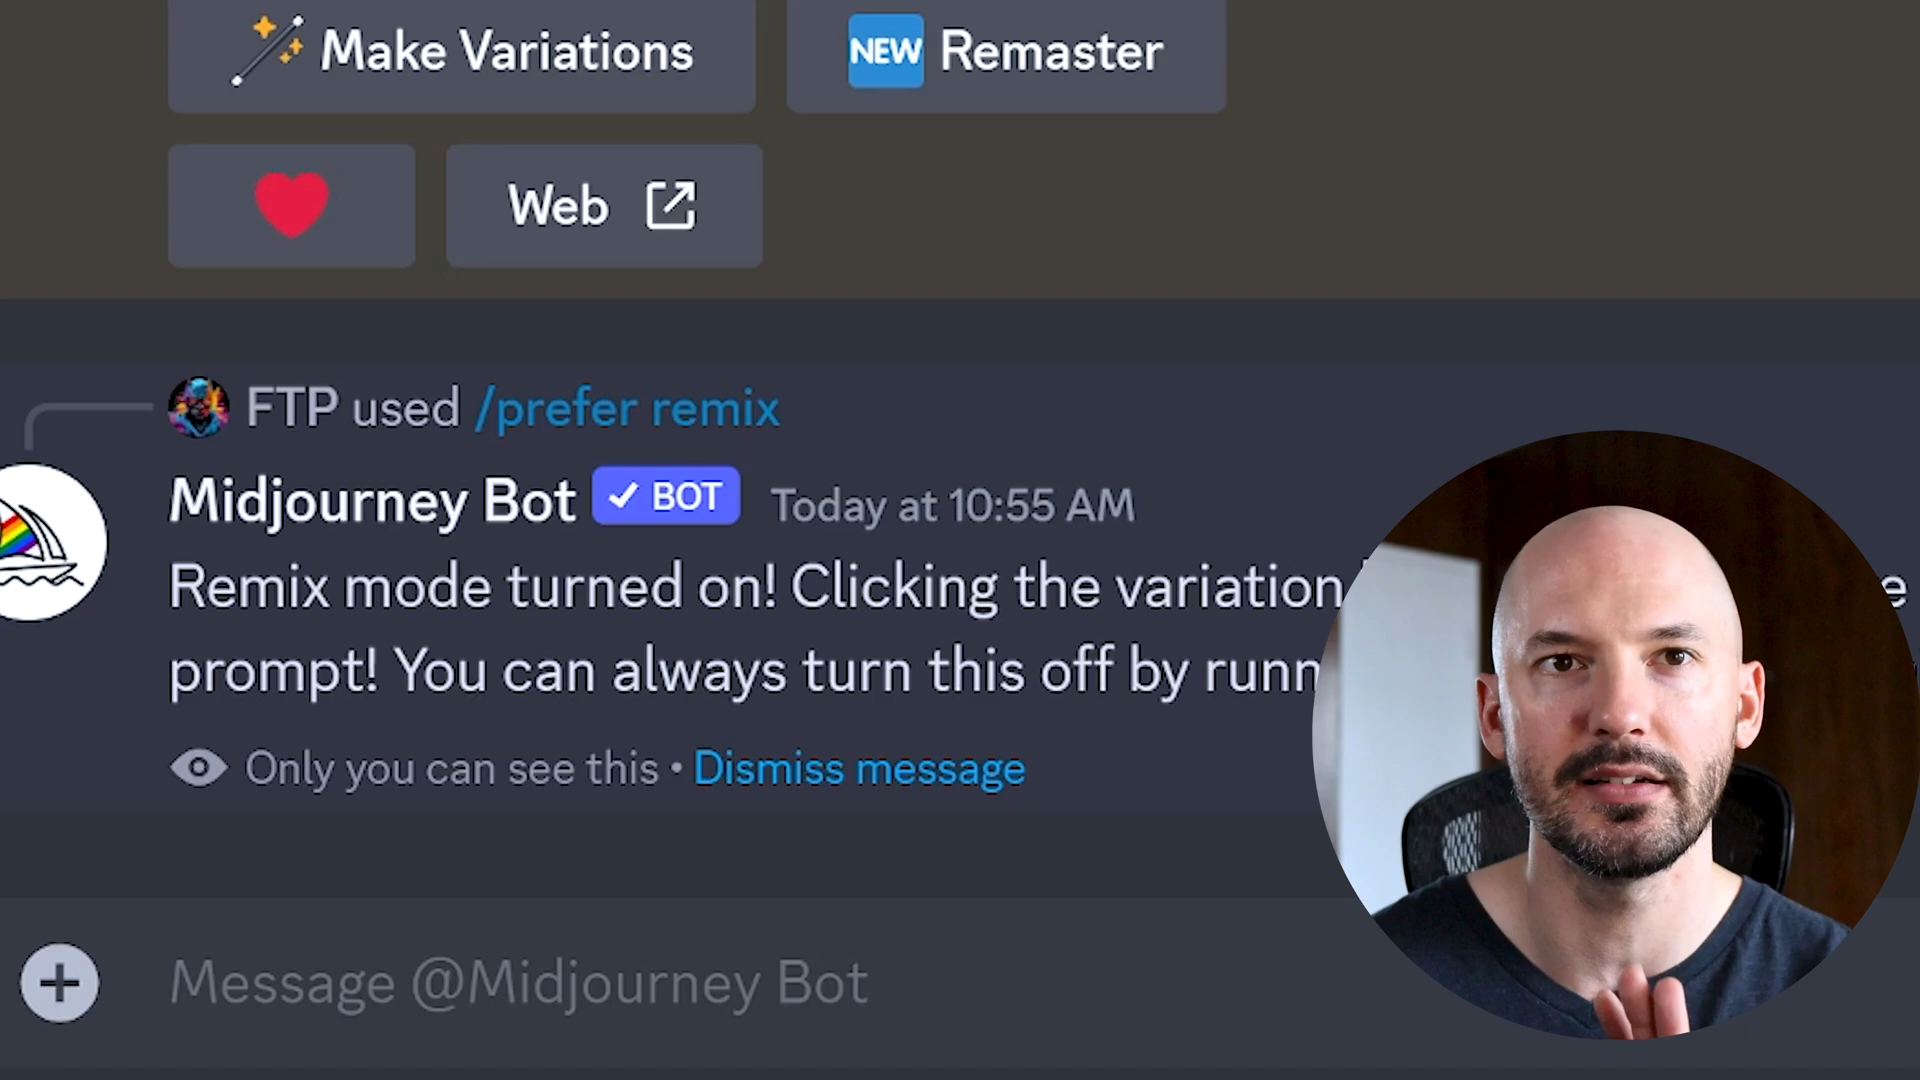 Make Variations
NEW Remaster
Web
FTP used /prefer remix
Midjourney Bot BOT Today at 10:55 AM
Remix mode turned on! Clicking the variation
prompt! You can always turn this off by
Only you can see this • Dismiss message
Message @Midjourney Bot